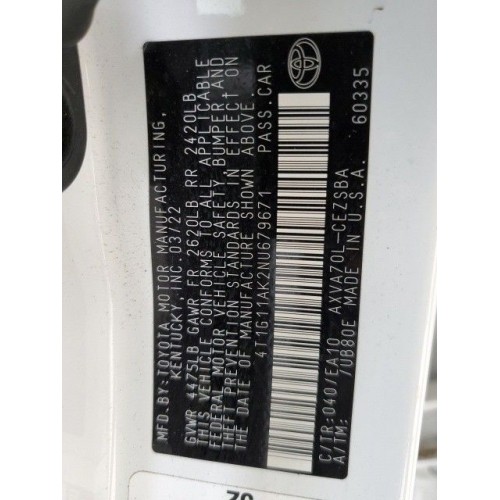 MFD.BY:TOYOTA MOTOR MANUFACTURING,
KENTUCKY, INC. 03/22
GVWR 4475LB GAWR FR 2620LB RR 2420LB
THIS VEHICLE CONFORMS TO ALL APPLICABLE
FEDERAL MOTOR VEHICLE SAFETY, BUMPER AND
THEFT PREVENTION STANDARDS IN EFFECT ON
THE DATE OF MANUFACTURE SHOWN ABOVE.
4T1G11AK2NU679671 PASS.CAR
C/TR:040/EA10 AXVA70L-CEZSBA
A/TM: 7UB80E MADE IN U.S.A. 60335